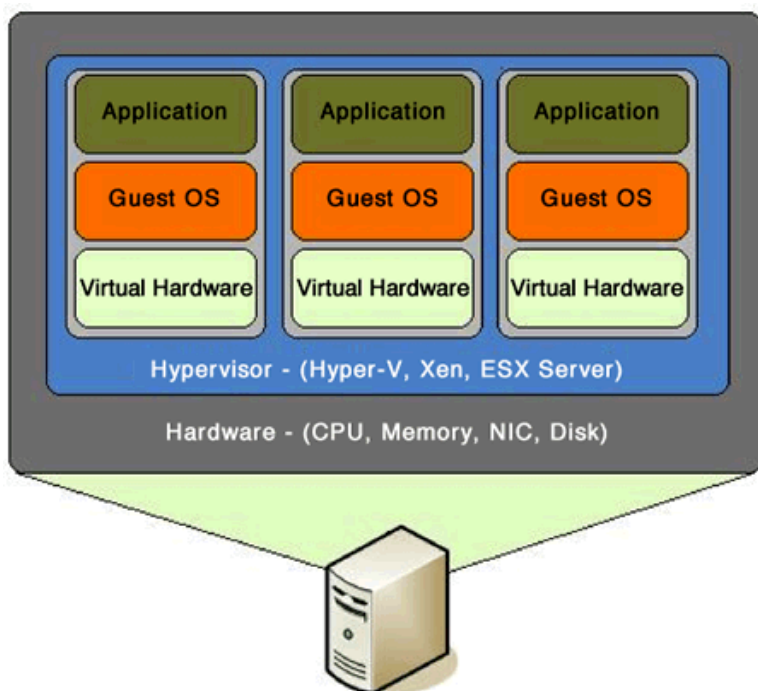 Application
Application
Application
Guest OS
Guest OS
Guest OS
Virtual Hardware
Virtual Hardware
Virtual Hardware
Hypervisor - (Hyper-V, Xen, ESX Server)
Hardware - (CPU, Memory, NIC, Disk)